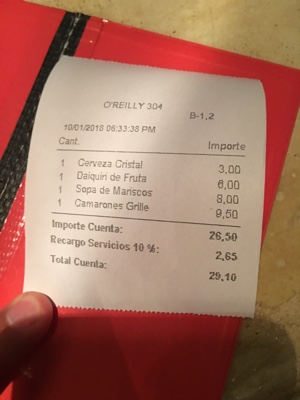 O'REILLY 304
B-1,2
10/01/2018 06:33:38 PM
Cant. Importe
1 Cerveza Cristal 3,00
1 Daiquiri de Fruta 6,00
1 Sopa de Mariscos 8,00
1 Camarones Grille 9,50
Importe Cuenta: 26,50
Recargo Servicios 10 %: 2,65
Total Cuenta: 29,10